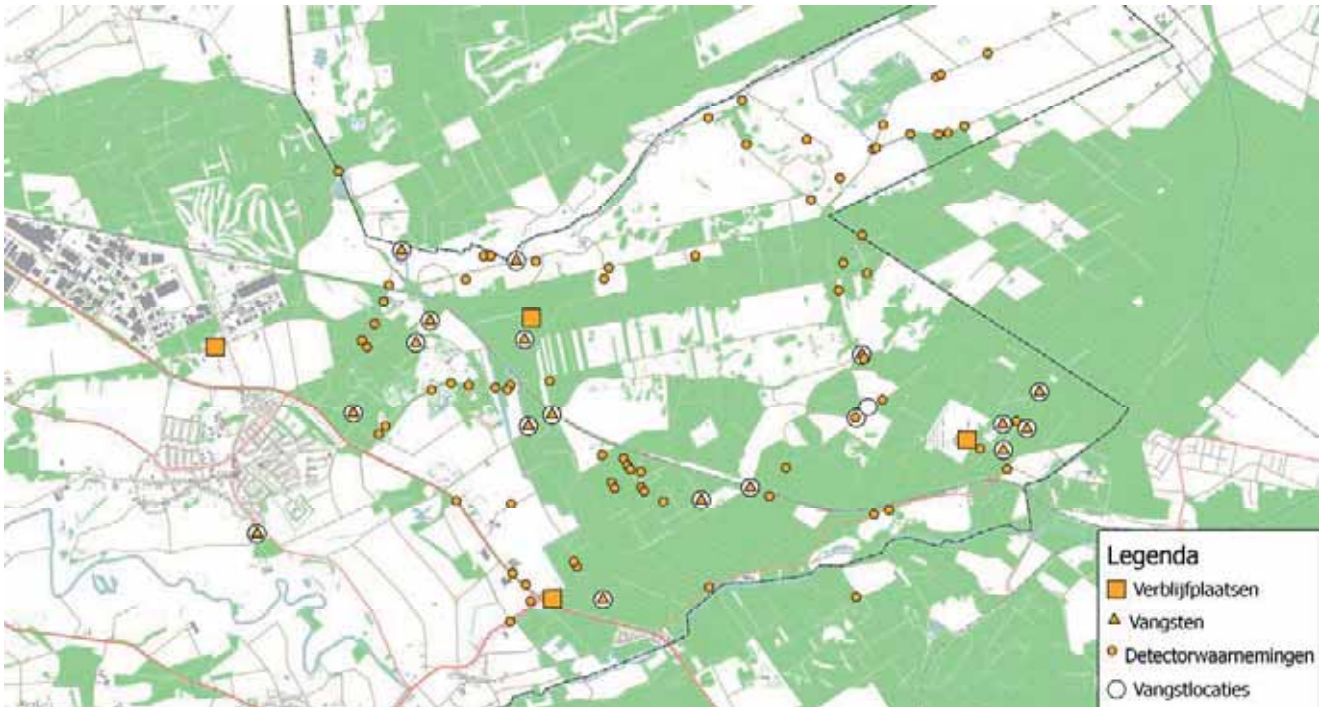 Legenda
Verblijfplaatsen
Vangsten
Detectorwaarnemingen
Vangstlocaties